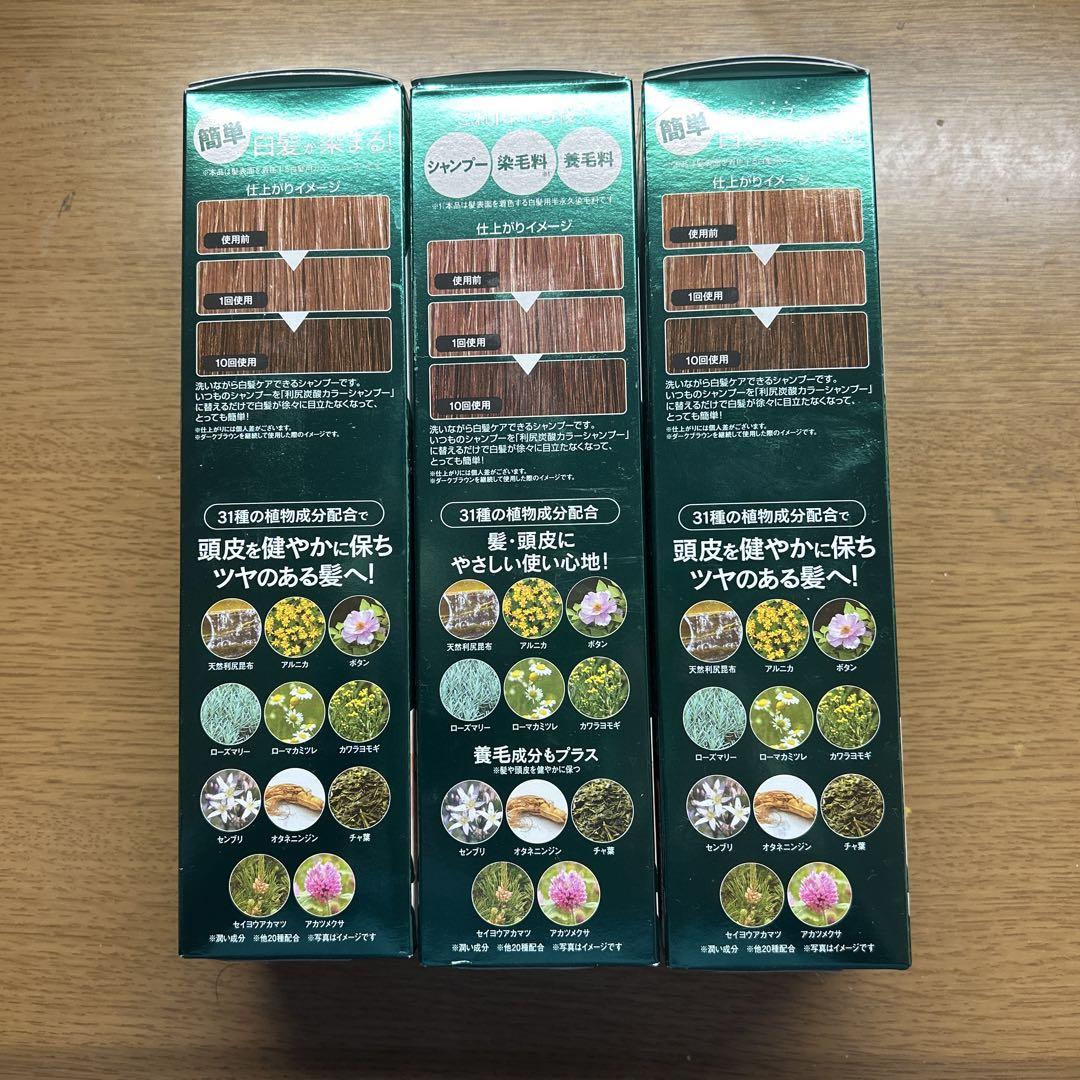 簡単
白髪が染まる!
仕上がりイメージ
使用前
1回使用
10回使用
洗いながら白髪ケアできるシャンプーです。
いつものシャンプーを「利尻炭酸カラーシャンプー」
に替えるだけで白髪が徐々に目立たなくなって、
とっても簡単!
※仕上がりには個人差がございます。
※ダークブラウンを継続して使用した際のイメージです。
31種の植物成分配合で
頭皮を健やかに保ち
ツヤのある髪へ!
天然利尻昆布 アルニカ ボタン
ローズマリー ローマカミツレ カワラヨモギ
センブリ オタネニンジン チャ葉
セイヨウアカマツ アカツメクサ
※潤い成分 ※他20種配合 ※写真はイメージです
シャンプー 染毛料 養毛料
※1
※1(本品は髪表面を着色する白髪用半永久染毛料です
仕上がりイメージ
使用前
1回使用
10回使用
洗いながら白髪ケアできるシャンプーです。
いつものシャンプーを「利尻炭酸カラーシャンプー」
に替えるだけで白髪が徐々に目立たなくなって、
とっても簡単!
※仕上がりには個人差がございます。
※ダークブラウンを継続して使用した際のイメージです。
31種の植物成分配合
髪・頭皮に
やさしい使い心地!
天然利尻昆布 アルニカ ボタン
ローズマリー ローマカミツレ カワラヨモギ
養毛成分もプラス
※髪や頭皮を健やかに保つ
センブリ オタネニンジン チャ葉
セイヨウアカマツ アカツメクサ
※潤い成分 ※他20種配合 ※写真はイメージです
簡単
シャンプー
仕上がりイメージ
使用前
1回使用
10回使用
洗いながら白髪ケアできるシャンプーです。
いつものシャンプーを「利尻炭酸カラーシャンプー」
に替えるだけで白髪が徐々に目立たなくなって、
とっても簡単!
※仕上がりには個人差がございます。
※ダークブラウンを継続して使用した際のイメージです。
31種の植物成分配合で
頭皮を健やかに保ち
ツヤのある髪へ!
天然利尻昆布 アルニカ ボタン
ローズマリー ローマカミツレ カワラヨモギ
センブリ オタネニンジン チャ葉
セイヨウアカマツ アカツメクサ
※潤い成分 ※他20種配合 ※写真はイメージです